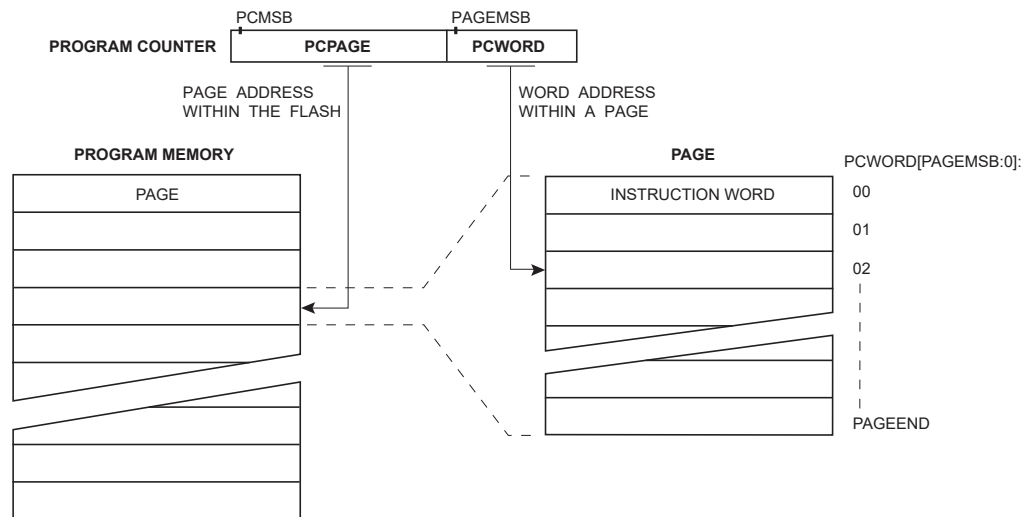 PCMSB
PAGEMSB
PROGRAM COUNTER
PCPAGE
PCWORD
PAGE ADDRESS
WITHIN THE FLASH
WORD ADDRESS
WITHIN A PAGE
PROGRAM MEMORY
PAGE
PAGE
PCWORD[PAGEMSB:0]:
INSTRUCTION WORD
00
01
02
PAGEEND